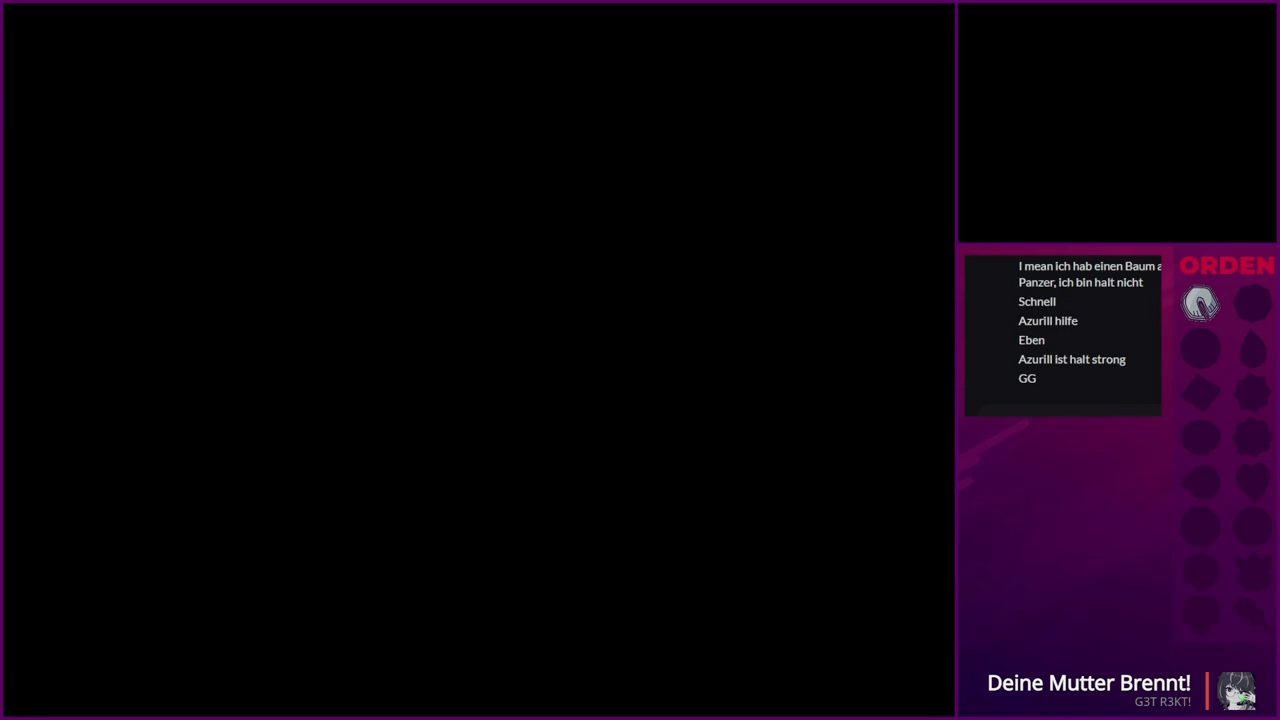 I mean ich hab einen Baum a
Panzer, ich bin halt nicht
Schnell
Azurill hilfe
Eben
Azurill ist halt strong
GG
ORDEN
Deine Mutter Brennt!
G3T R3KT!